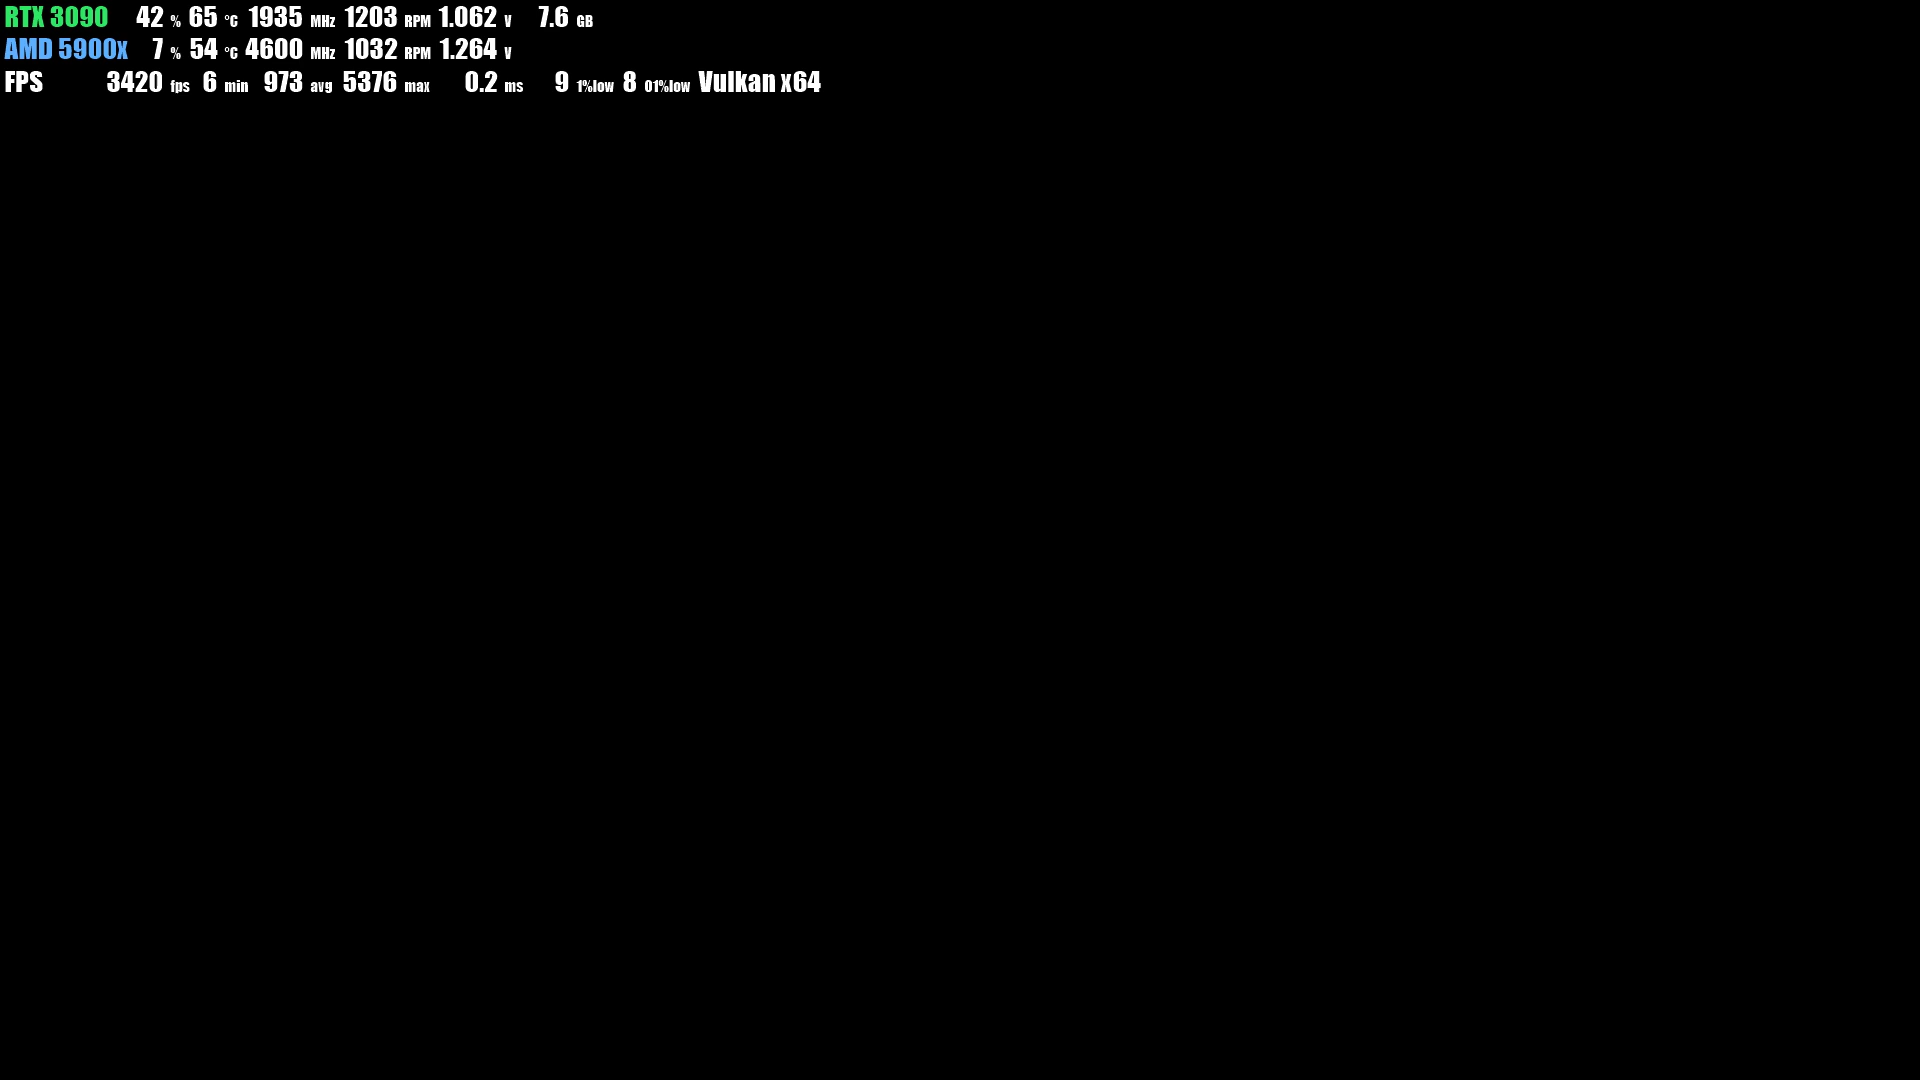 RTX 3090 42 % 65 °C 1935 MHz 1203 RPM 1.062 V 7.6 GB
AMD 5900x 7 % 54 °C 4600 MHz 1032 RPM 1.264 V
FPS 3420 fps 6 min 973 avg 5376 max 0.2 ms 9 1%low 8 01%low Vulkan x64